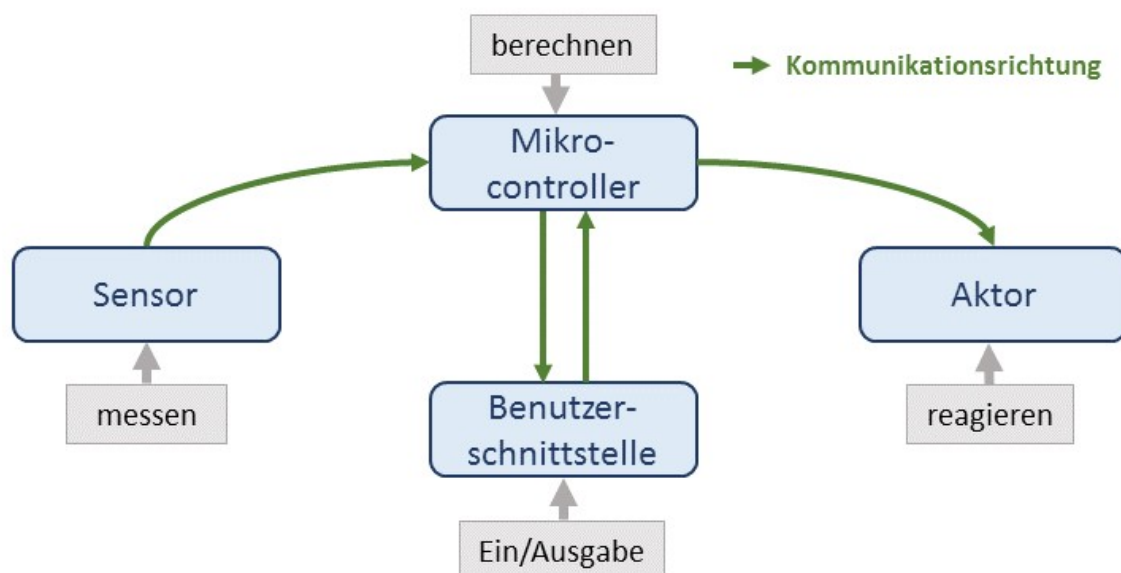 berechnen
Kommunikationsrichtung
Mikro-
controller
Sensor
Aktor
messen
Benutzer-
schnittstelle
reagieren
Ein/Ausgabe